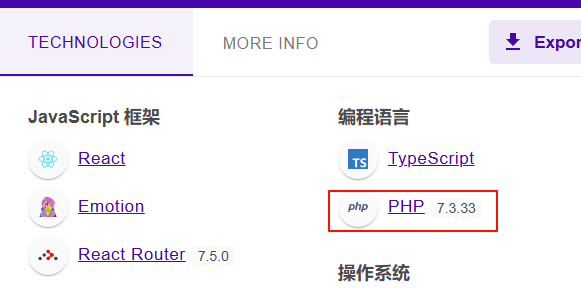 TECHNOLOGIES
MORE INFO
Expor
JavaScript 框架
React
Emotion
React Router 7.5.0
编程语言
TS
TypeScript
php
PHP 7.3.33
操作系统